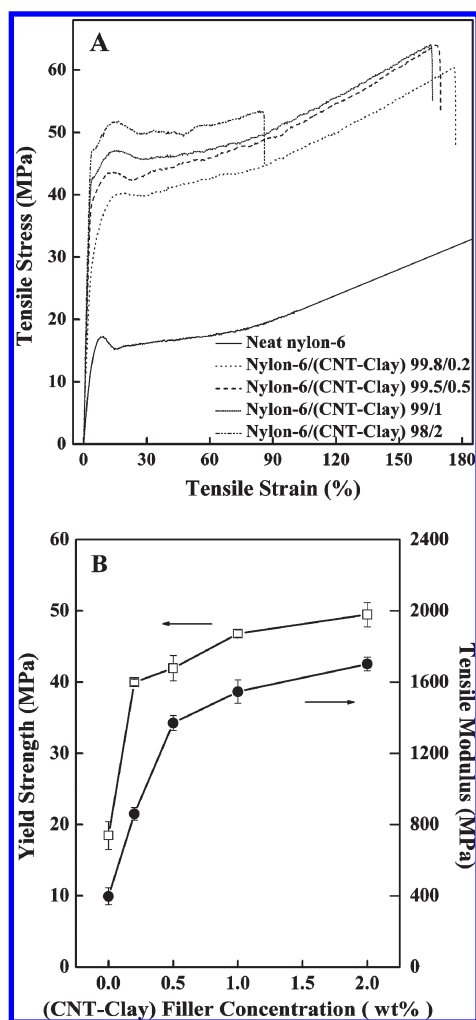 A
60
50
40
30
20
10
0
Tensile Stress (MPa)
Neat nylon-6
Nylon-6/(CNT-Clay) 99.8/0.2
Nylon-6/(CNT-Clay) 99.5/0.5
Nylon-6/(CNT-Clay) 99/1
Nylon-6/(CNT-Clay) 98/2
0 30 60 90 120 150 180
Tensile Strain (%)
B
60
50
40
30
20
10
0
Yield Strength (MPa)
2400
2000
1600
1200
800
400
0
Tensile Modulus
(MPa)
0.0 0.5 1.0 1.5 2.0
(CNT-Clay) Filler Concentration ( wt% )